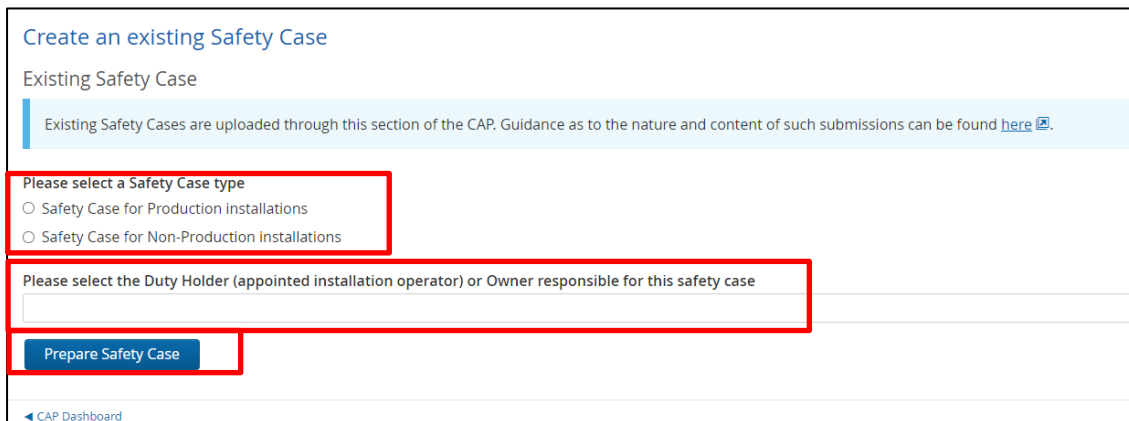 Create an existing Safety Case
Existing Safety Case
Existing Safety Cases are uploaded through this section of the CAP. Guidance as to the nature and content of such submissions can be found here.
Please select a Safety Case type
Safety Case for Production installations
Safety Case for Non-Production installations
Please select the Duty Holder (appointed installation operator) or Owner responsible for this safety case
Prepare Safety Case
CAP Dashboard